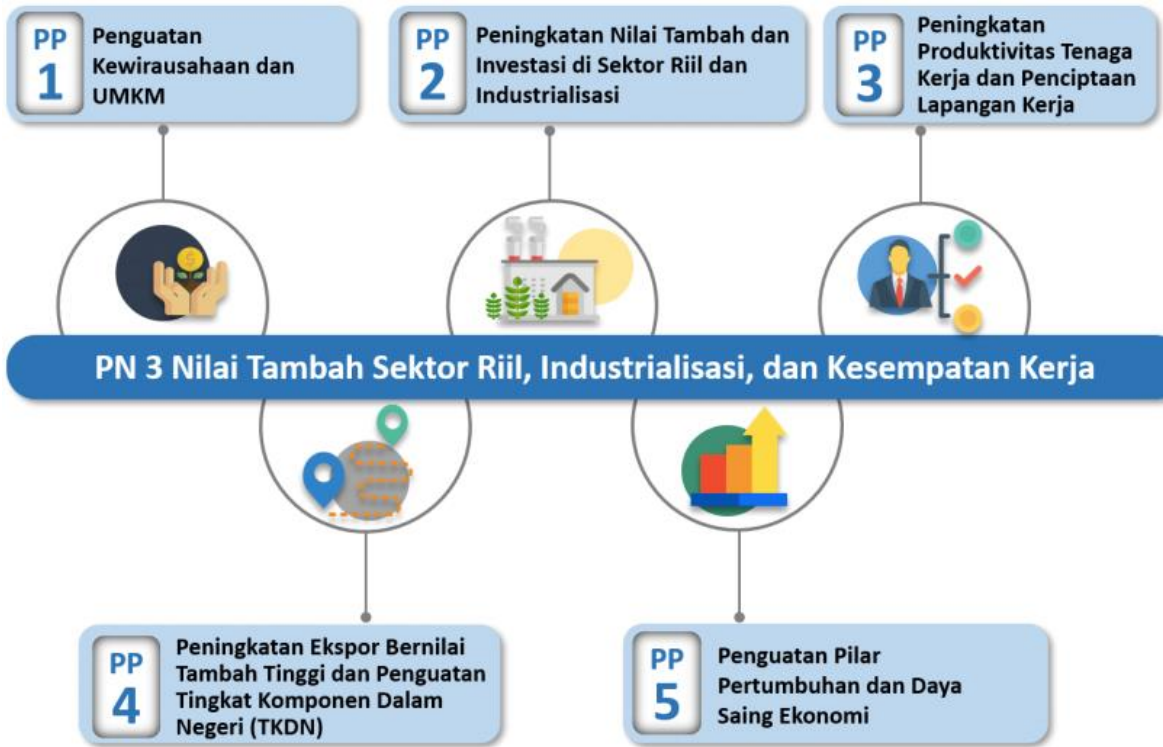 PP
1
Penguatan
Kewirausahaan dan
UMKM
PP
2
Peningkatan Nilai Tambah dan
Investasi di Sektor Riil dan
Industrialisasi
PP
3
Peningkatan
Produktivitas Tenaga
Kerja dan Penciptaan
Lapangan Kerja
$
PN 3 Nilai Tambah Sektor Riil, Industrialisasi, dan Kesempatan Kerja
PP
4
Peningkatan Ekspor Bernilai
Tambah Tinggi dan Penguatan
Tingkat Komponen Dalam
Negeri (TKDN)
PP
5
Penguatan Pilar
Pertumbuhan dan Daya
Saing Ekonomi